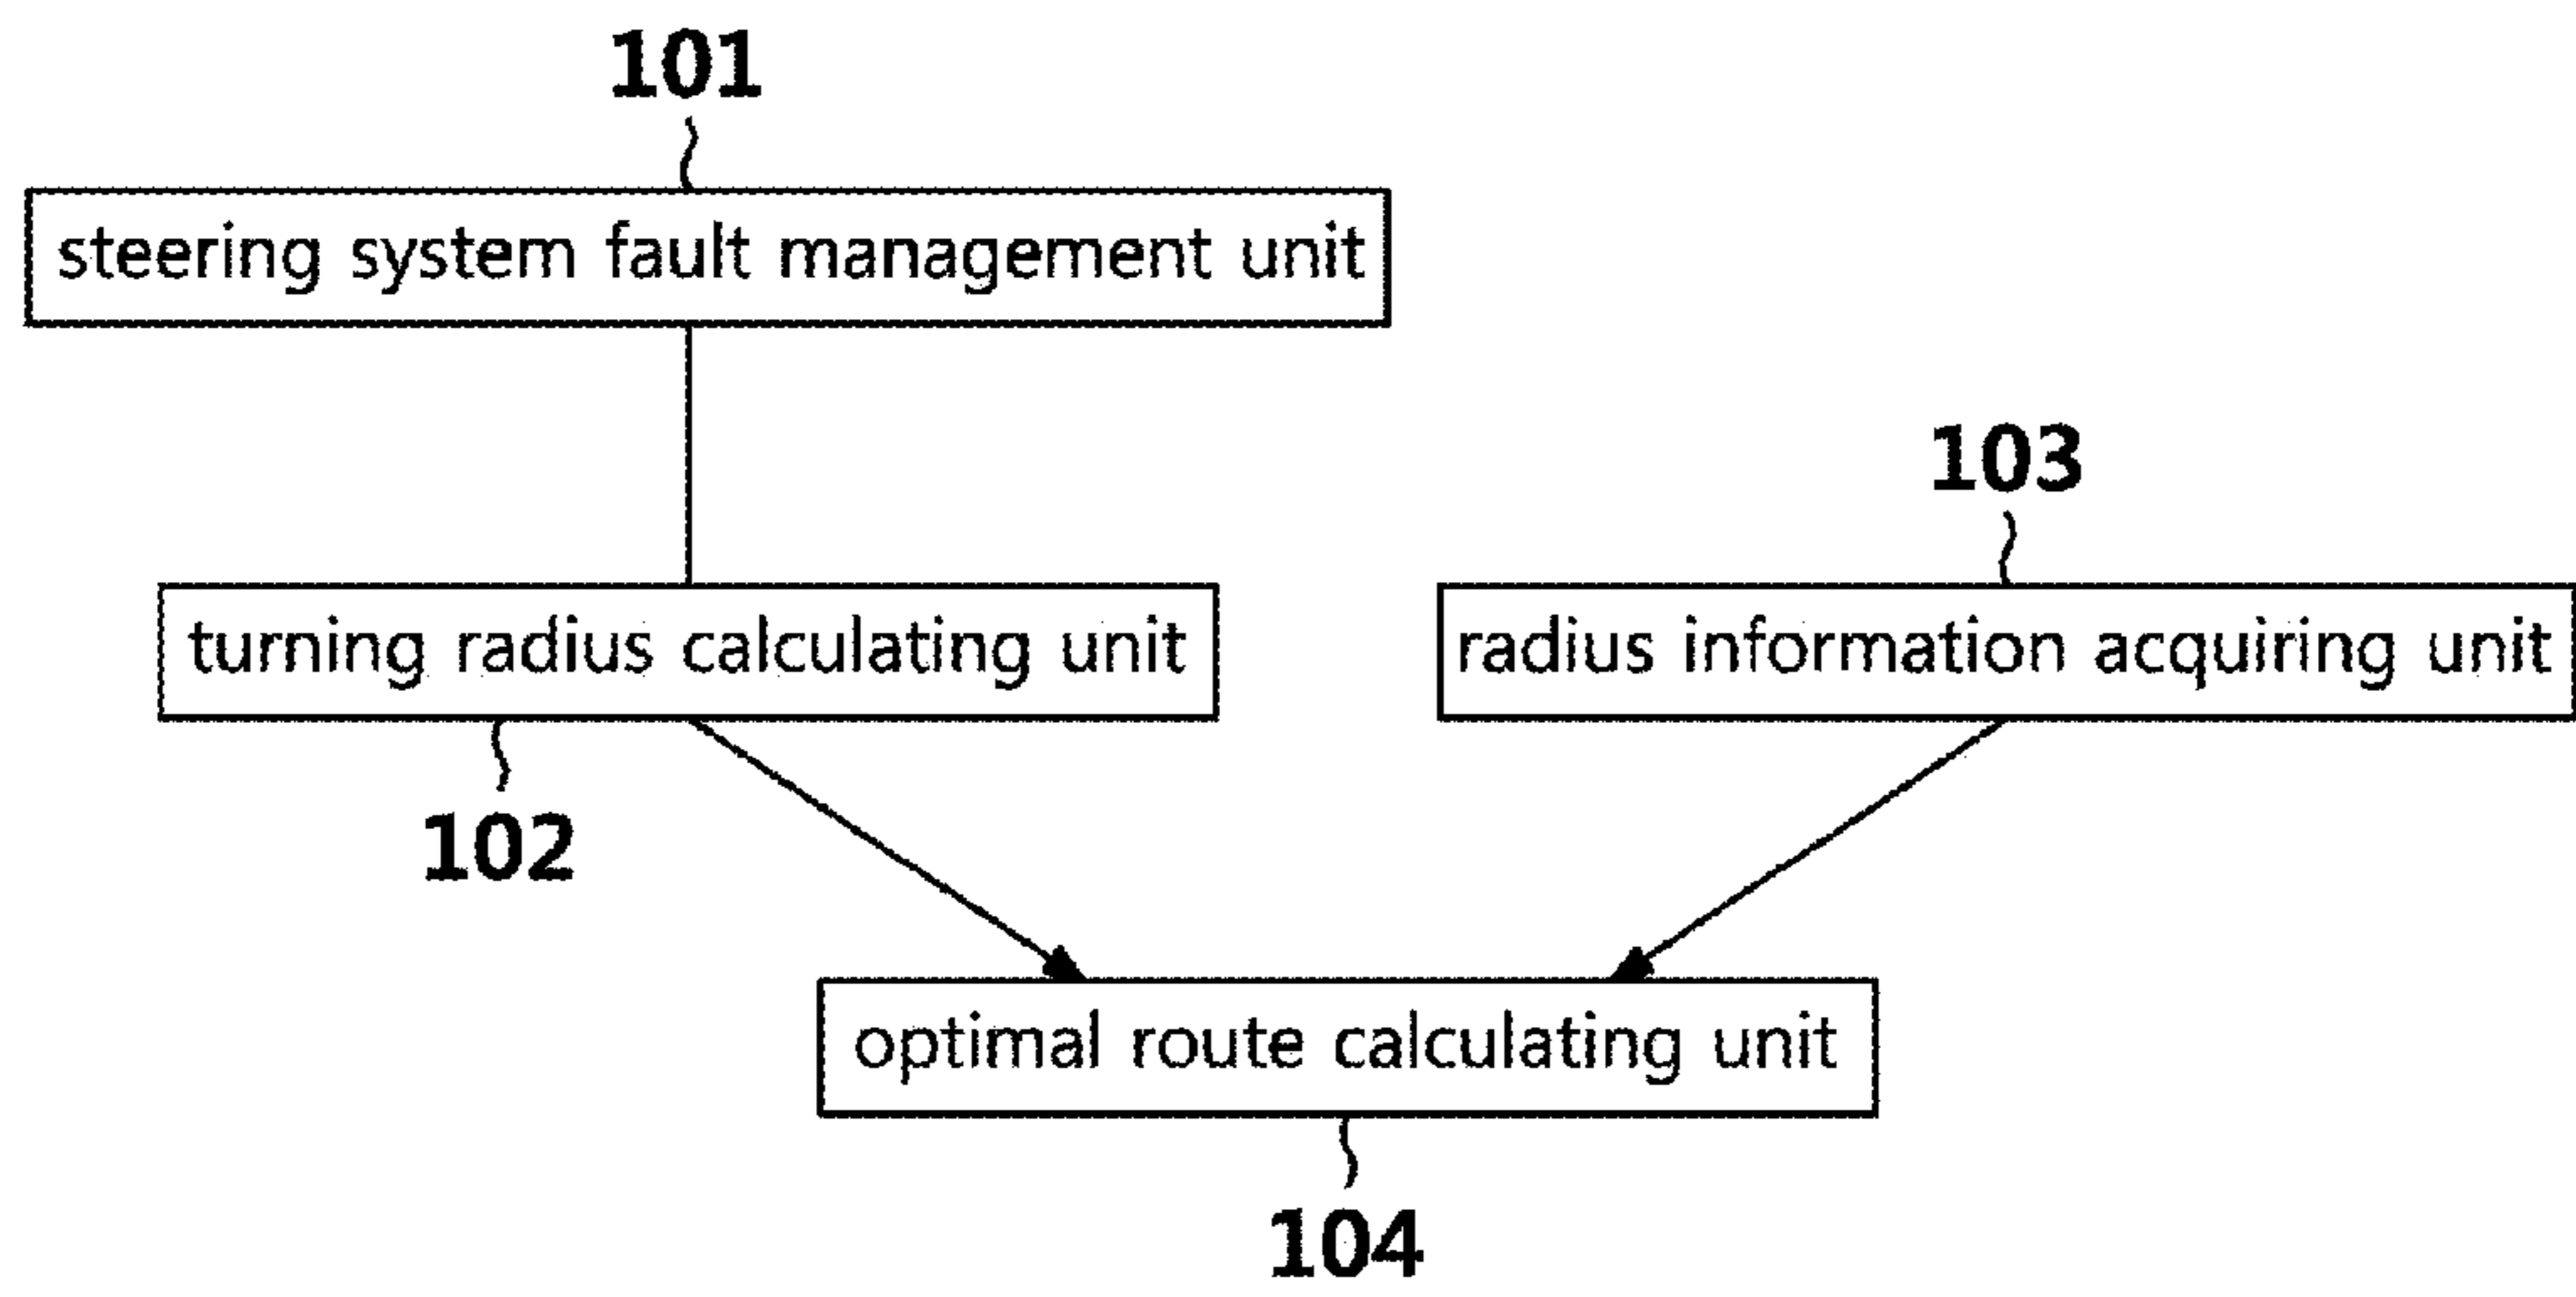 101
steering system fault management unit
103
turning radius calculating unit
radius information acquiring unit
102
optimal route calculating unit
104